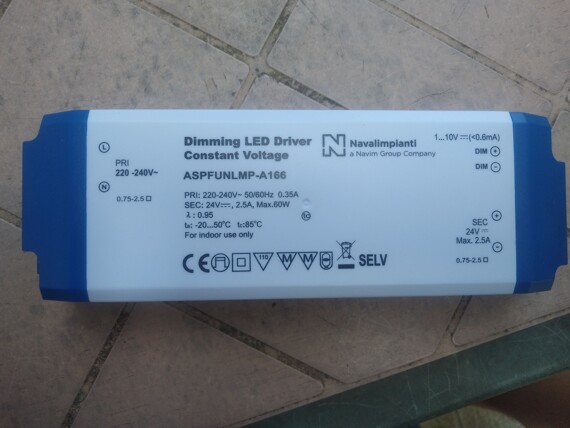 Dimming LED Driver
Constant Voltage
ASPFUNLMP-A166
PRI: 220-240V~ 50/60Hz 0.35A
SEC: 24V⎓, 2.5A, Max.60W
λ : 0.95
ta: -20...50°C tc:85°C
For indoor use only
N Navalimpianti
a Navim Group Company
L
PRI
220 -240V~
N
0.75-2.5
1...10V ⎓(<0.6mA)
DIM +
DIM -
+
SEC
24V ⎓
Max. 2.5A
-
0.75-2.5
CE F 110 M M SELV